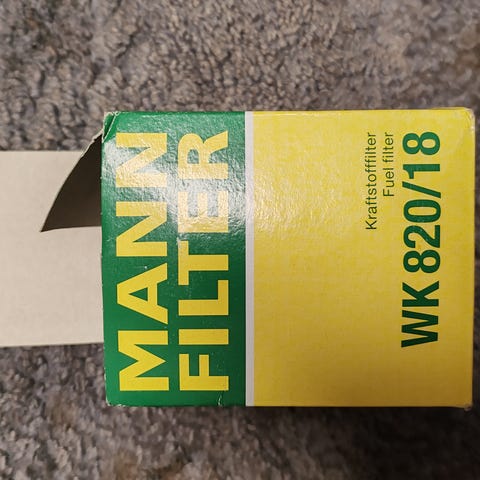 MANN
FILTER
Kraftstofffilter
Fuel filter
WK 820/18